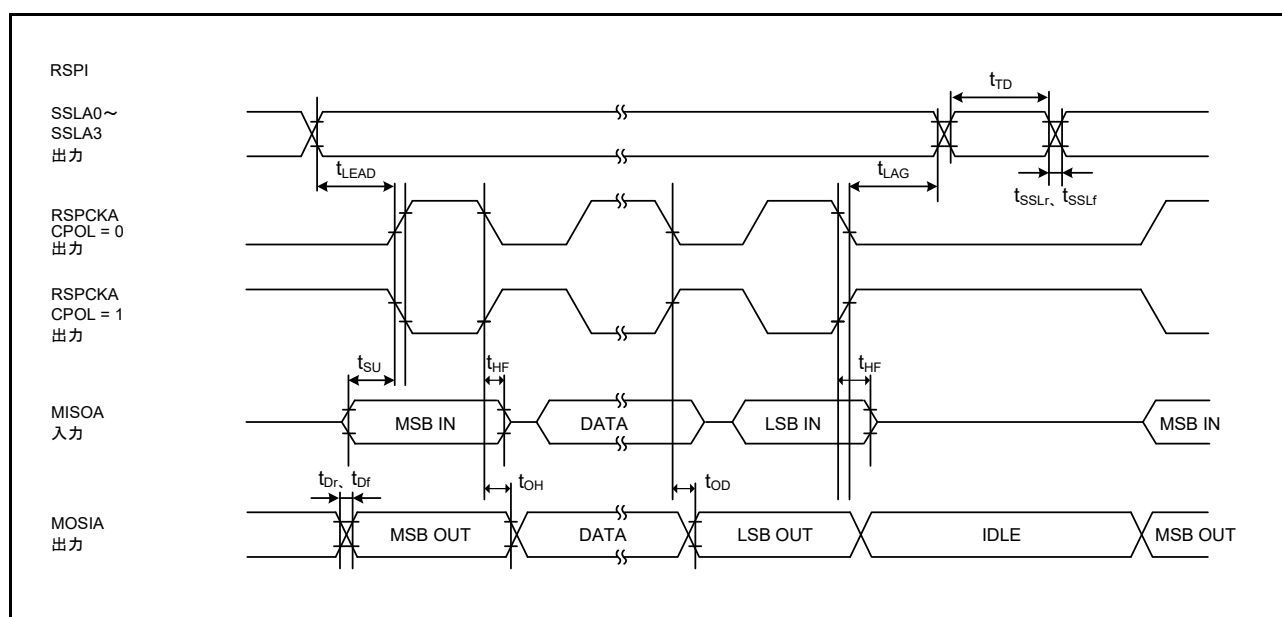 RSPI
SSLA0～
SSLA3
出力
tTD
tLEAD
tLAG
tSSLr、tSSLf
RSPCKA
CPOL = 0
出力
RSPCKA
CPOL = 1
出力
tSU
tHF
tHF
MISOA
入力
MSB IN
DATA
LSB IN
MSB IN
tDr、tDf
tOH
tOD
MOSIA
出力
MSB OUT
DATA
LSB OUT
IDLE
MSB OUT